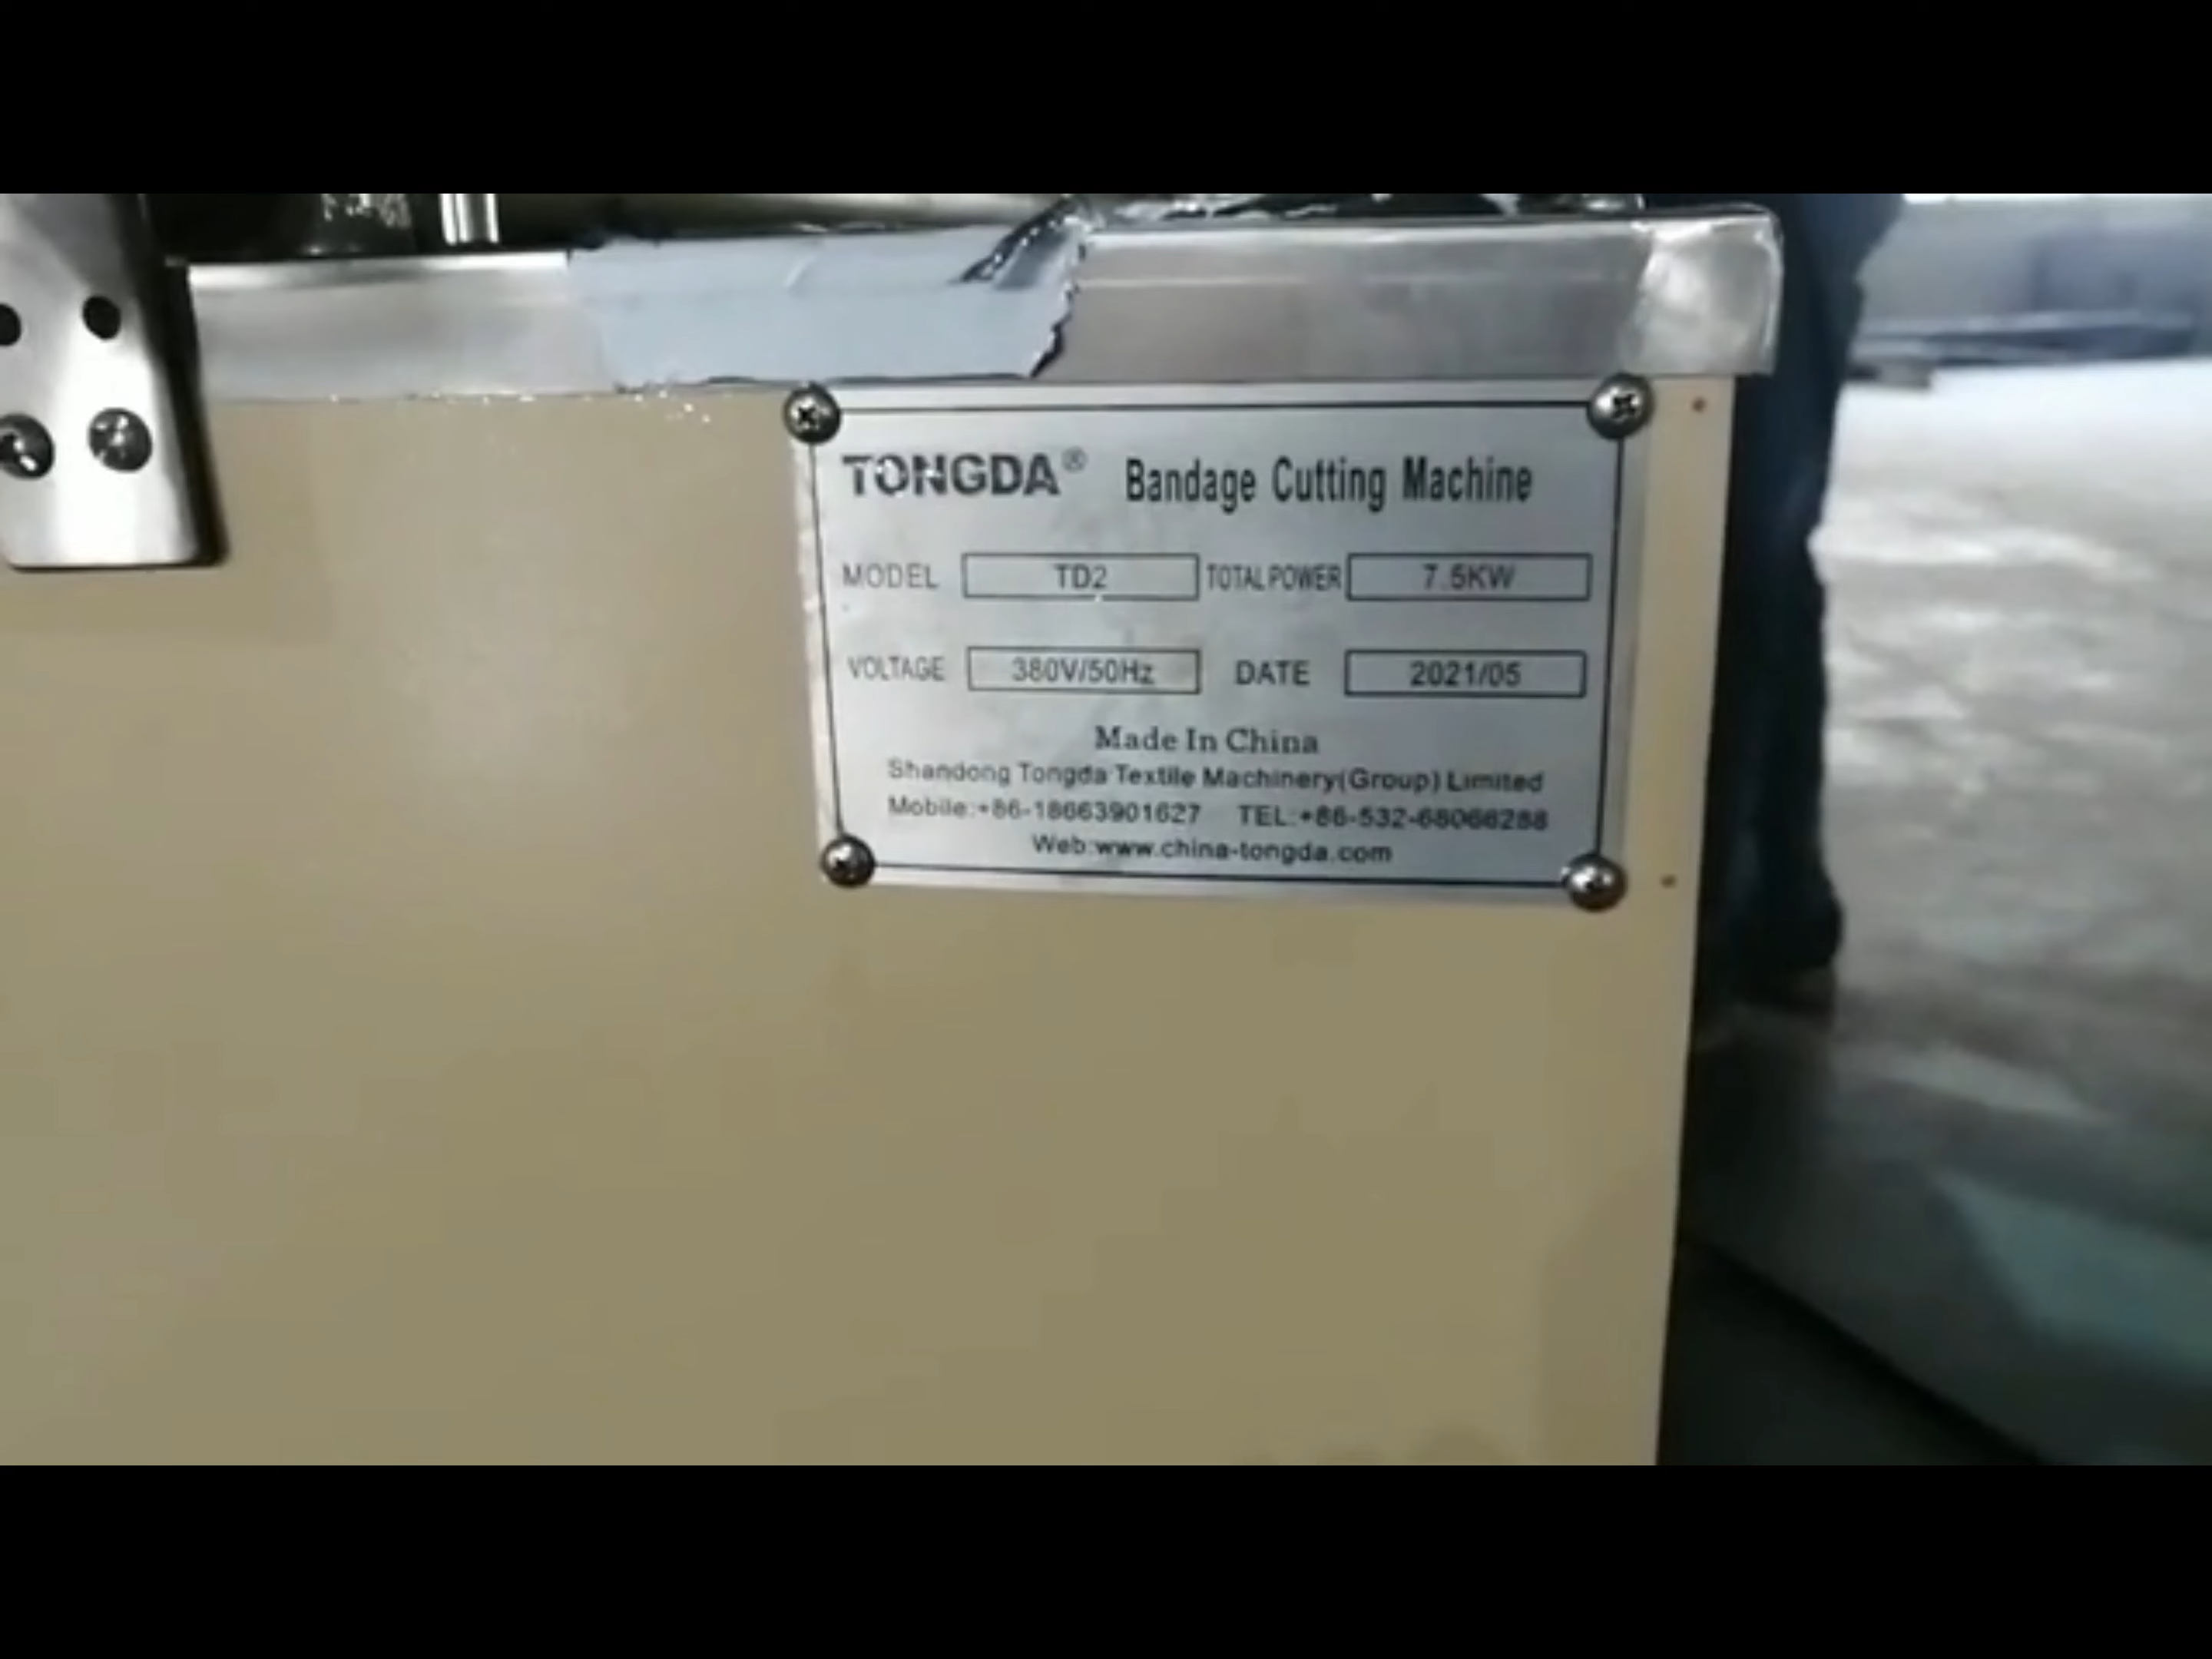 TONGDA® Bandage Cutting Machine
MODEL TD2 TOTAL POWER 7.5KW
VOLTAGE 380V/50Hz DATE 2021/05
Made In China
Shandong Tongda Textile Machinery(Group) Limited
Mobile:+86-18663901627 TEL:+86-532-68066288
Web:www.china-tongda.com